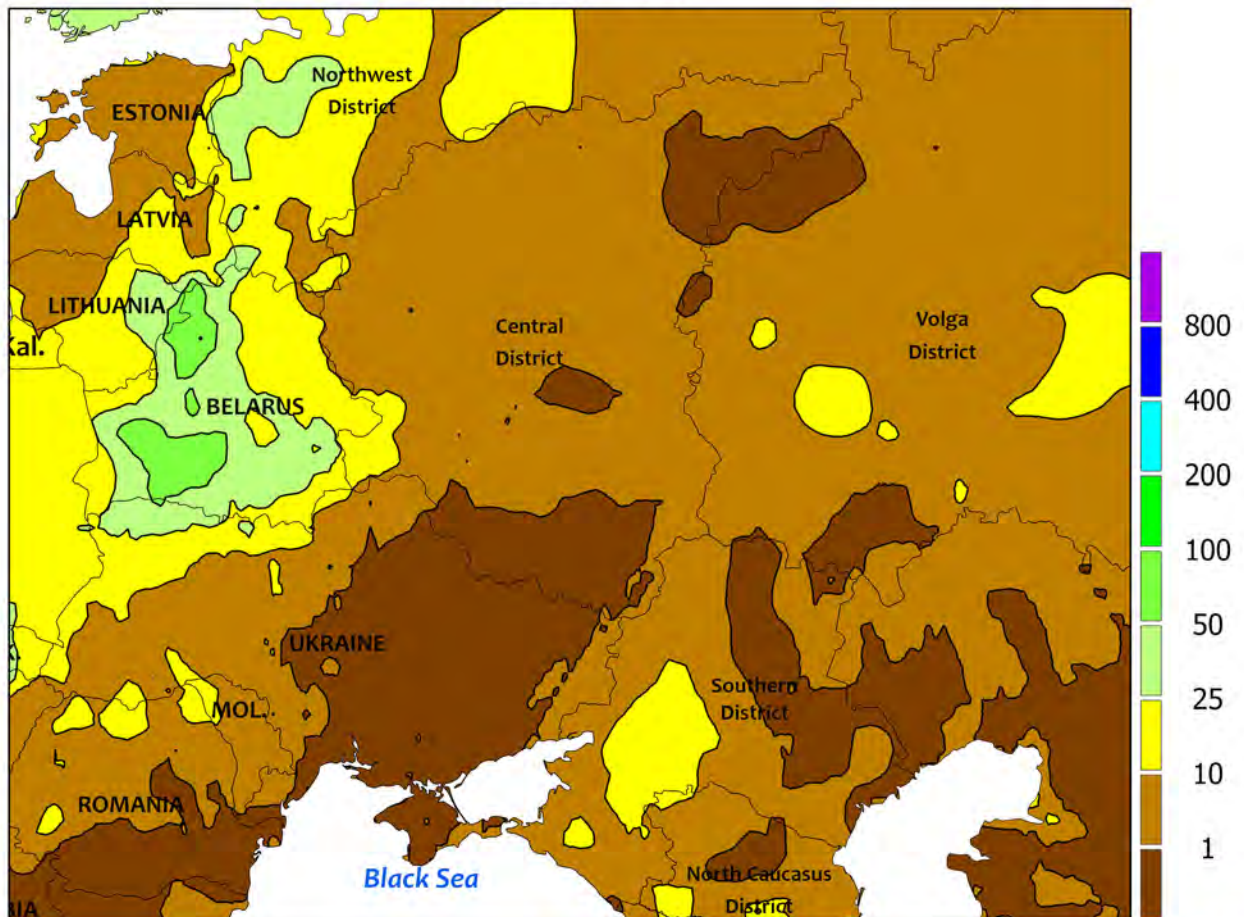 Northwest
District
ESTONIA
LATVIA
LITHUANIA
Kal.
Central
District
Volga
District
BELARUS
UKRAINE
MOL.
Southern
District
ROMANIA
Black Sea
North Caucasus
District
IA
800
400
200
100
50
25
10
1